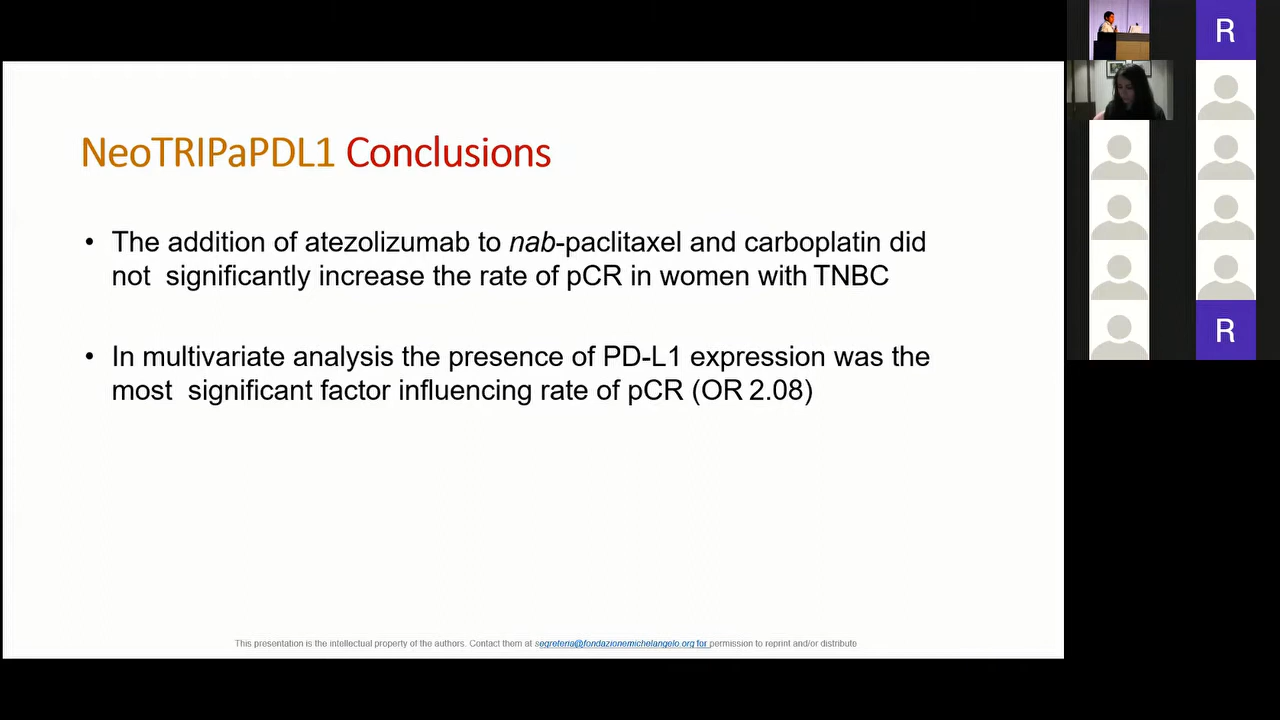 NeoTRIPaPDL1 Conclusions
• The addition of atezolizumab to nab-paclitaxel and carboplatin did
not significantly increase the rate of pCR in women with TNBC
• In multivariate analysis the presence of PD-L1 expression was the
most significant factor influencing rate of pCR (OR 2.08)
This presentation is the intellectual property of the authors. Contact them at segreteria@fondazionemichelangelo.org for permission to reprint and/or distribute
R
R